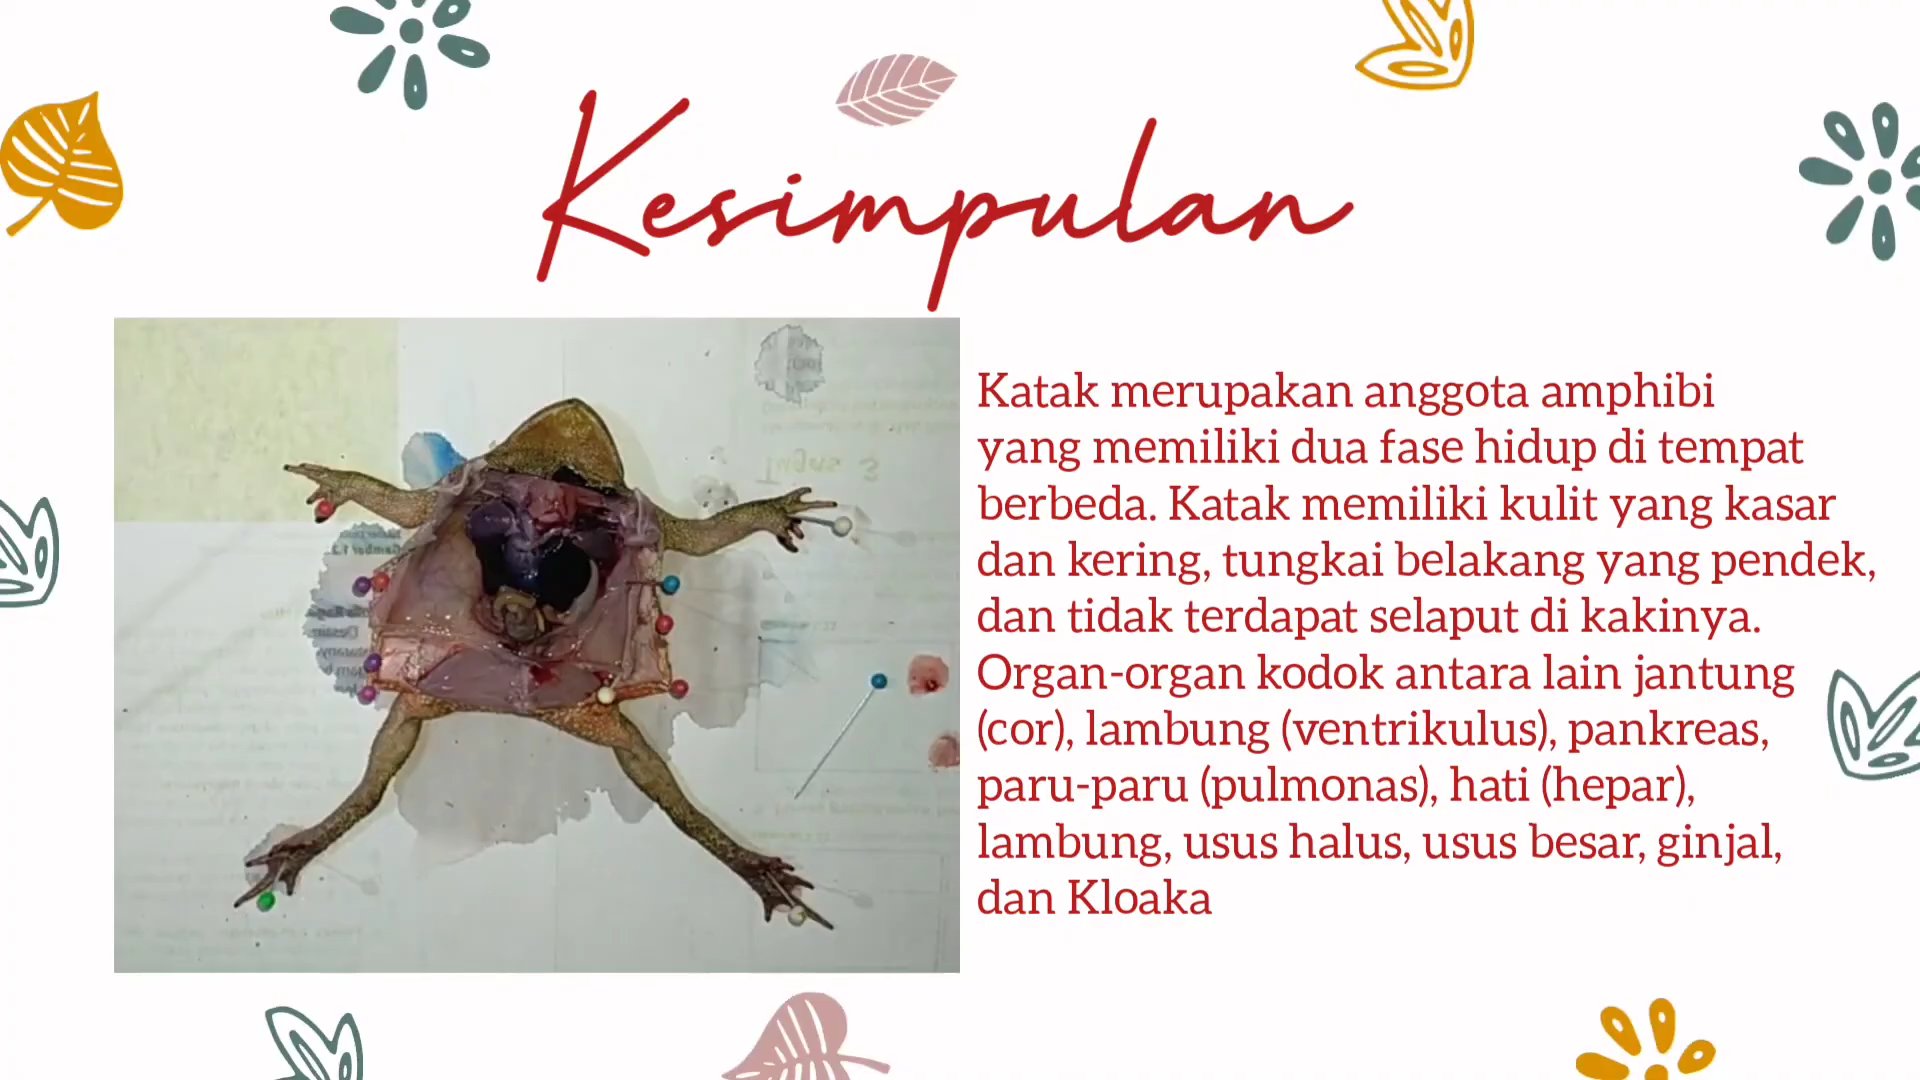 Kesimpulan
Katak merupakan anggota amphibi
yang memiliki dua fase hidup di tempat
berbeda. Katak memiliki kulit yang kasar
dan kering, tungkai belakang yang pendek,
dan tidak terdapat selaput di kakinya.
Organ-organ kodok antara lain jantung
(cor), lambung (ventrikulus), pankreas,
paru-paru (pulmonas), hati (hepar),
lambung, usus halus, usus besar, ginjal,
dan Kloaka